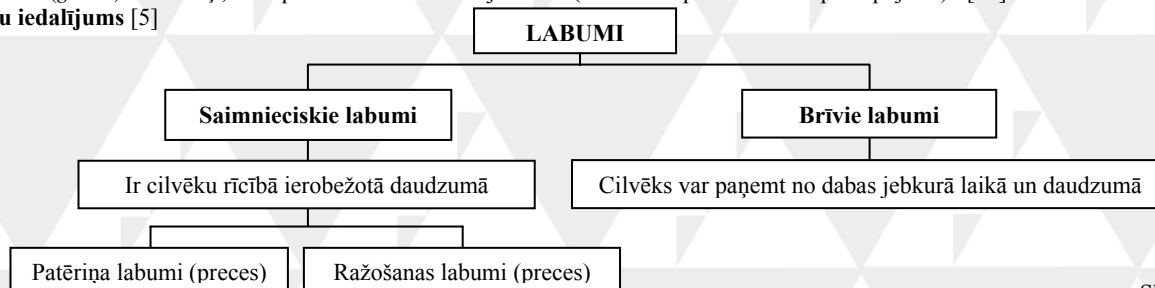 u iedalījums [5]
LABUMI
Saimnieciskie labumi
Brīvie labumi
Ir cilvēku rīcībā ierobežotā daudzumā
Cilvēks var paņemt no dabas jebkurā laikā un daudzumā
Patēriņa labumi (preces)
Ražošanas labumi (preces)